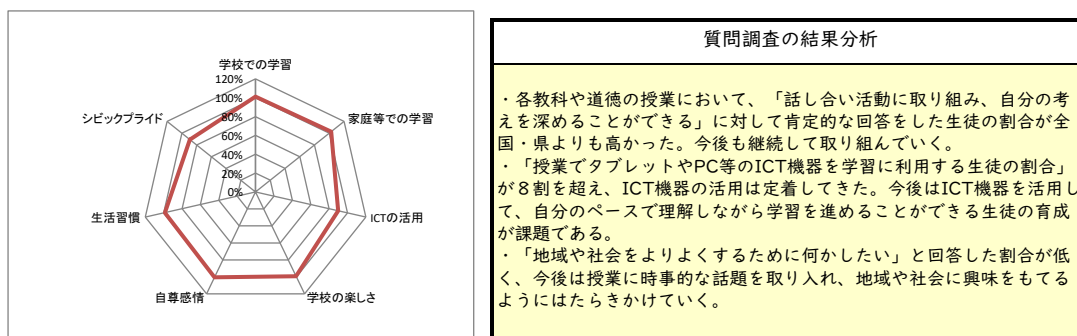 学校での学習
120%
100%
80%
60%
40%
20%
0%
シビックプライド
家庭等での学習
生活習慣
ICTの活用
自尊感情
学校の楽しさ
質問調査の結果分析
・各教科や道徳の授業において、「話し合い活動に取り組み、自分の考
えを深めることができる」に対して肯定的な回答をした生徒の割合が全
国・県よりも高かった。今後も継続して取り組んでいく。
・「授業でタブレットやPC等のICT機器を学習に利用する生徒の割合」
が８割を超え、ICT機器の活用は定着してきた。今後はICT機器を活用し
て、自分のペースで理解しながら学習を進めることができる生徒の育成
が課題である。
・「地域や社会をよりよくするために何かしたい」と回答した割合が低
く、今後は授業に時事的な話題を取り入れ、地域や社会に興味をもてる
ようにはたらきかけていく。